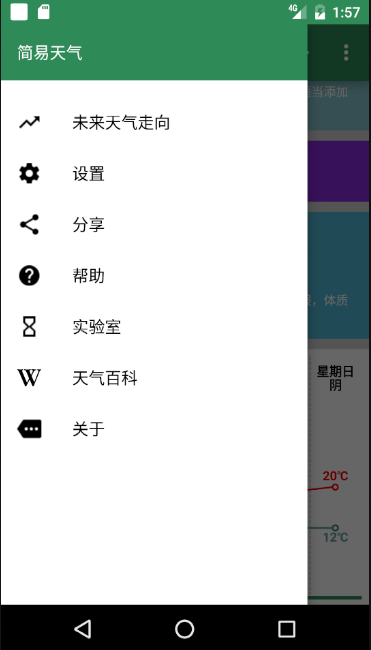 4G
1:57
简易天气
当添加
未来天气走向
设置
分享
帮助
体质
实验室
W
天气百科
星期日
阴
关于
20℃
12℃